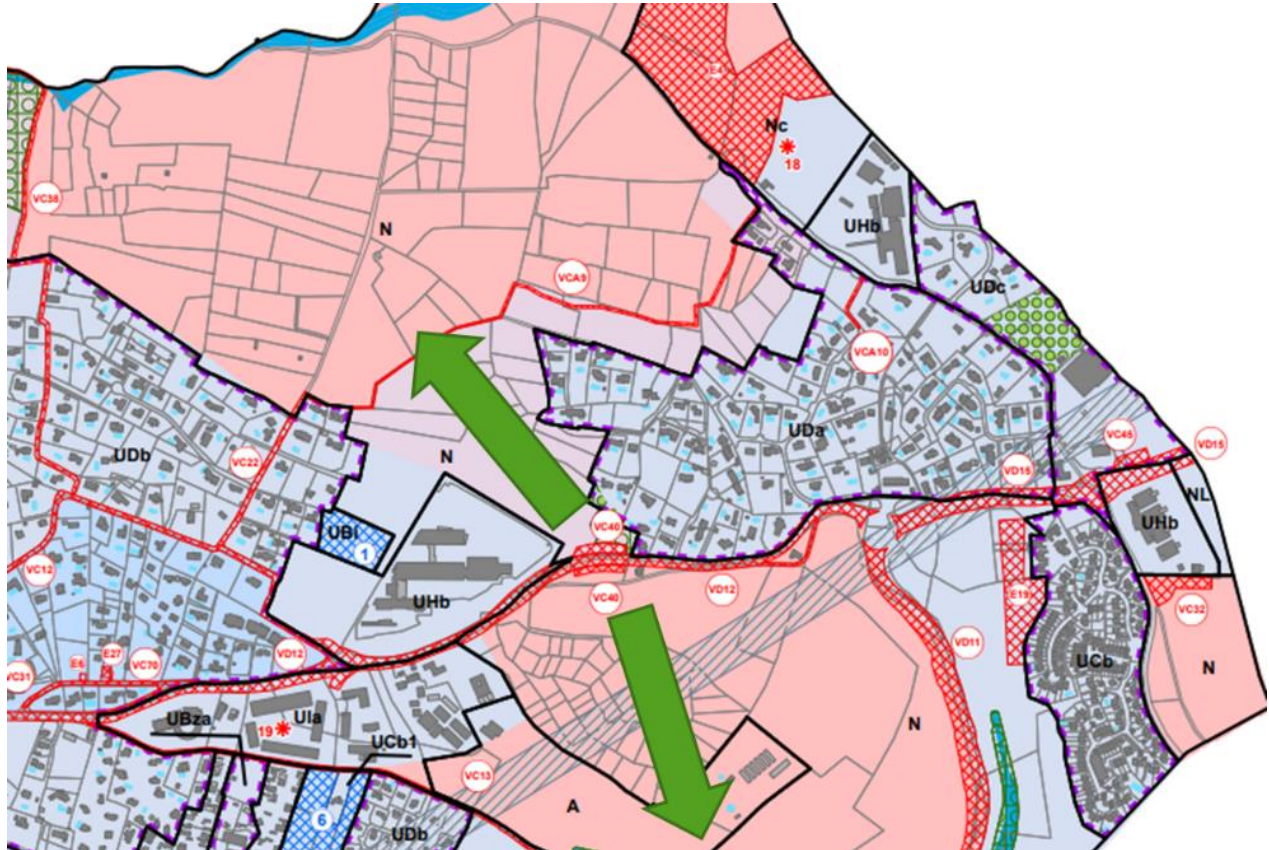 Nc
18
VC38
UHb
N
VCA9
UDc
VCA10
UDa
UDb
VC22
N
VD15
VC45
VD15
NL
UBl
1
VC40
UHb
VC12
UHb
VC40
VD12
E19
VC32
VD12
VD11
UCb
E6
E27
VC70
VC31
N
UBza
UIa
19
N
UCb1
VC13
A
6
UDb